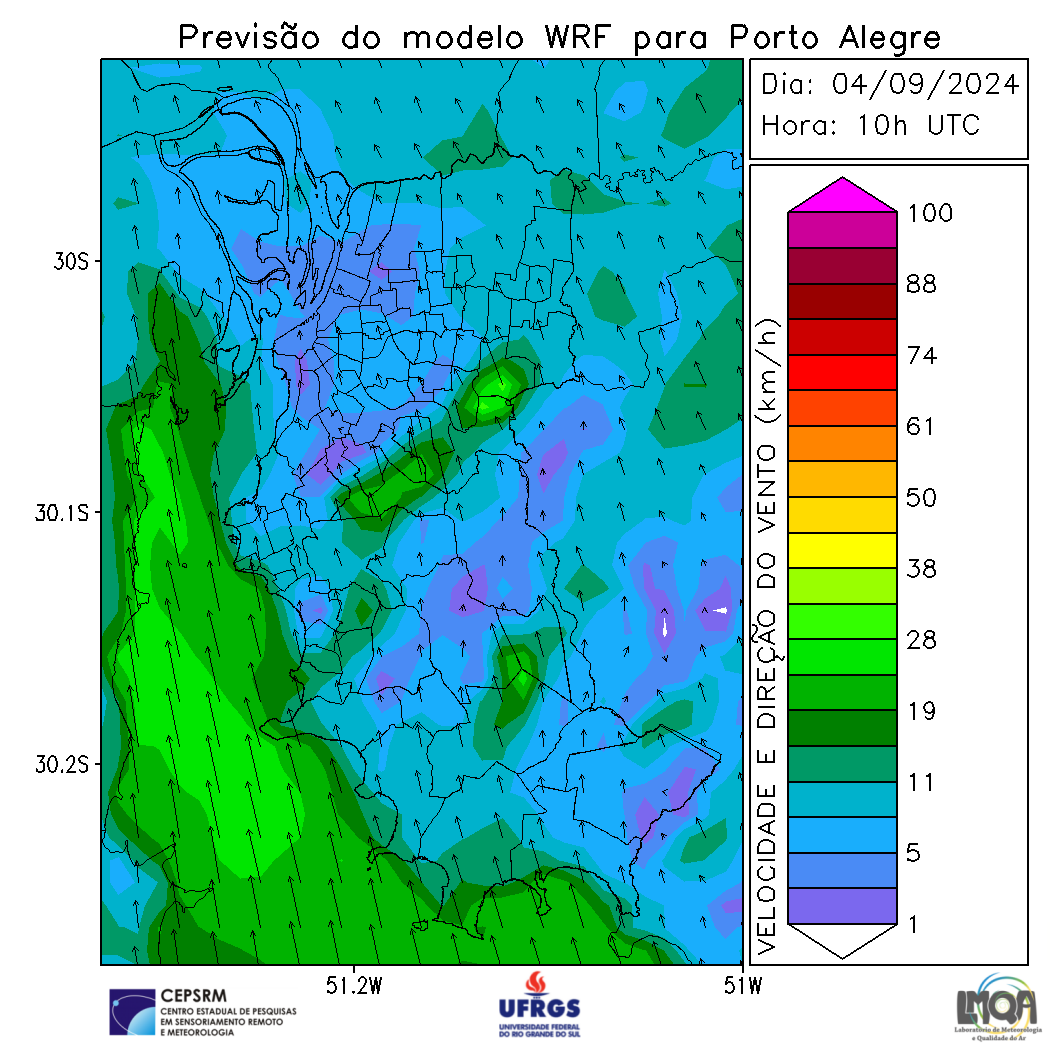 Previsão do modelo WRF para Porto Alegre
Dia: 04/09/2024
Hora: 10h UTC
30S
30.1S
30.2S
51.2W
51W
VELOCIDADE E DIREÇÃO DO VENTO (km/h)
100
88
74
61
50
38
28
19
11
5
1
CEPSRM
CENTRO ESTADUAL DE PESQUISAS
EM SENSORIAMENTO REMOTO
E METEOROLOGIA
UFRGS
UNIVERSIDADE FEDERAL
DO RIO GRANDE DO SUL
LMQA
Laboratório de Meteorologia
e Qualidade do Ar